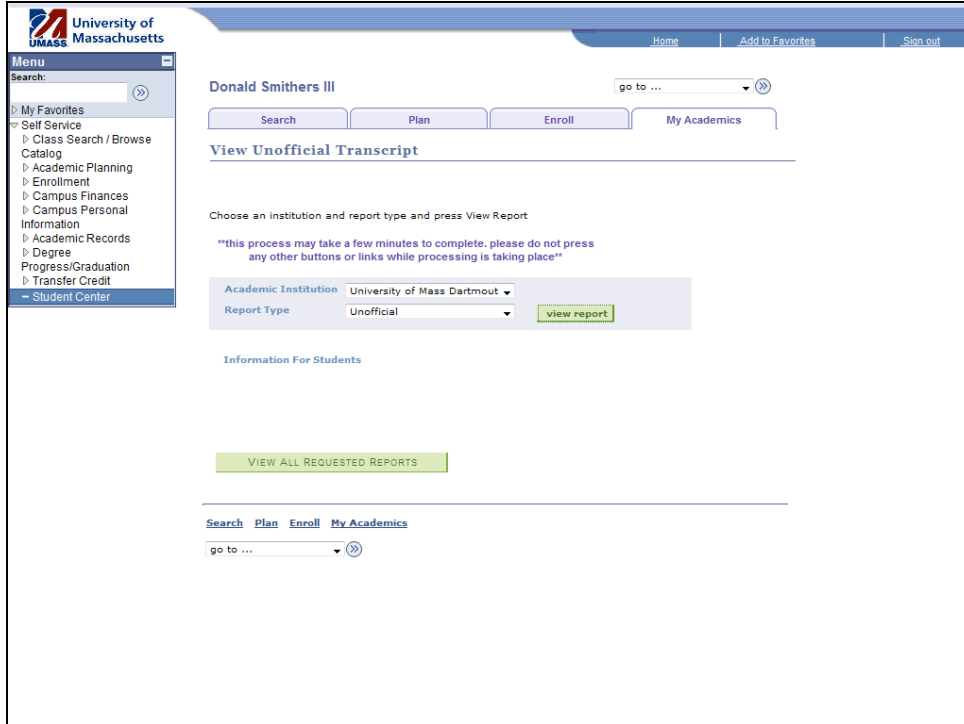 University of
Massachusetts
UMASS
Home Add to Favorites Sign out
Menu
Search:
My Favorites
Self Service
Class Search / Browse
Catalog
Academic Planning
Enrollment
Campus Finances
Campus Personal
Information
Academic Records
Degree
Progress/Graduation
Transfer Credit
Student Center
Donald Smithers III
go to ...
Search Plan Enroll My Academics
View Unofficial Transcript
Choose an institution and report type and press View Report
**this process may take a few minutes to complete. please do not press
any other buttons or links while processing is taking place**
Academic Institution University of Mass Dartmout
Report Type Unofficial view report
Information For Students
VIEW ALL REQUESTED REPORTS
Search Plan Enroll My Academics
go to ...